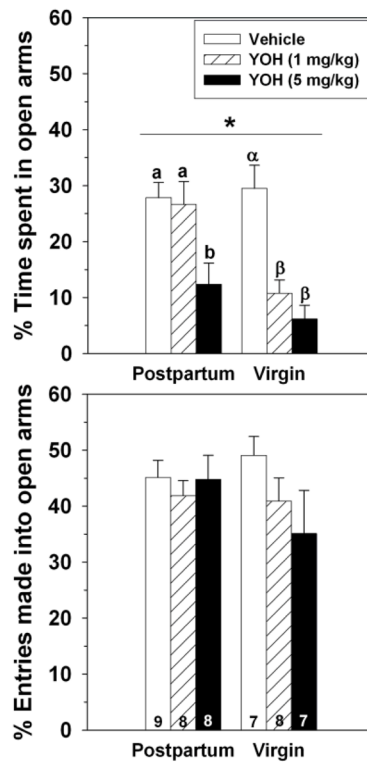 60
50
40
30
20
10
0
% Time spent in open arms
Vehicle
YOH (1 mg/kg)
YOH (5 mg/kg)
*
a a b α β β
Postpartum Virgin
60
50
40
30
20
10
0
% Entries made into open arms
9 8 8 7 8 7
Postpartum Virgin